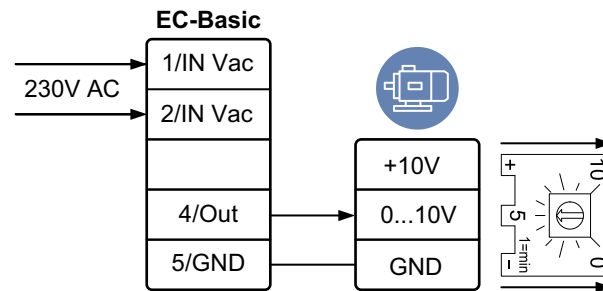 EC-Basic
1/IN Vac
230V AC
2/IN Vac
+10V
4/Out
0...10V
5/GND
GND
+ 10
5
1=min
- 0